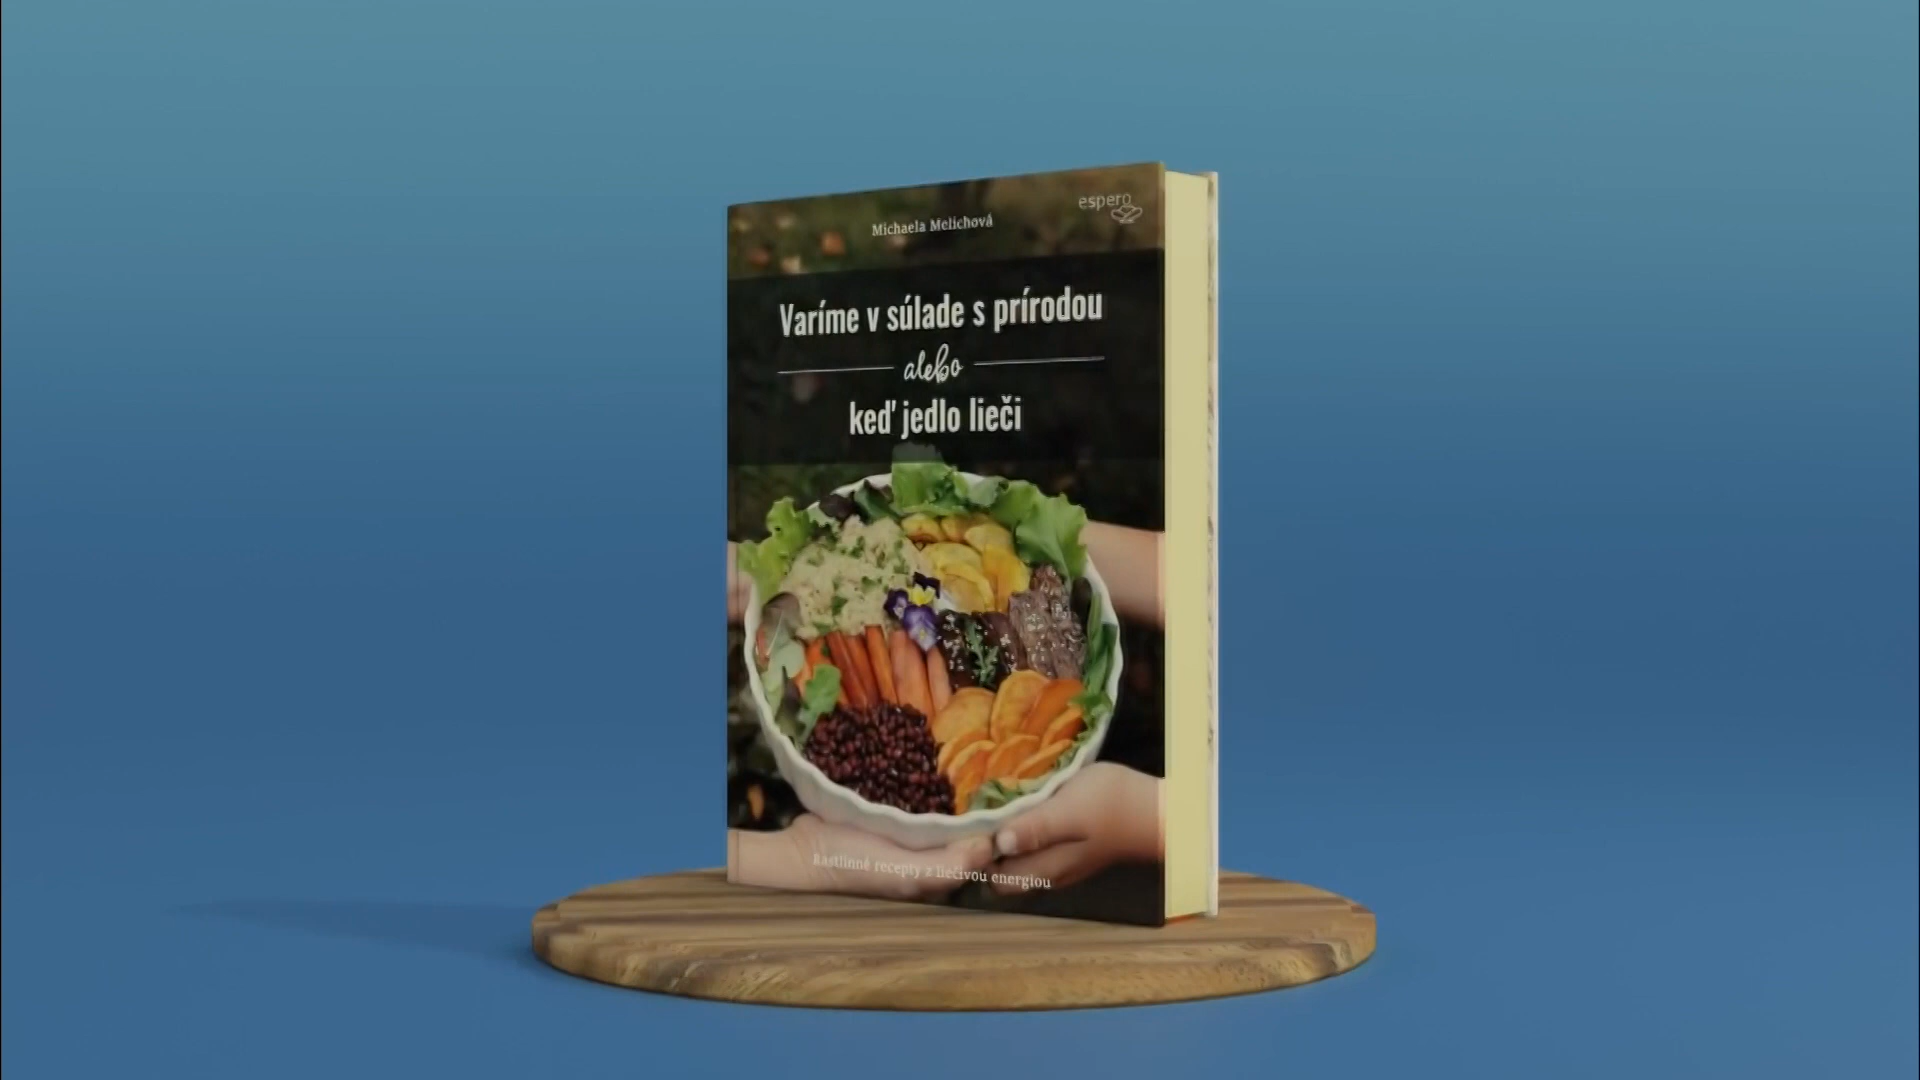 espero
Michaela Melichová
Varíme v súlade s prírodou
alebo
keď jedlo lieči
Rastlinné recepty z liečivou energiou